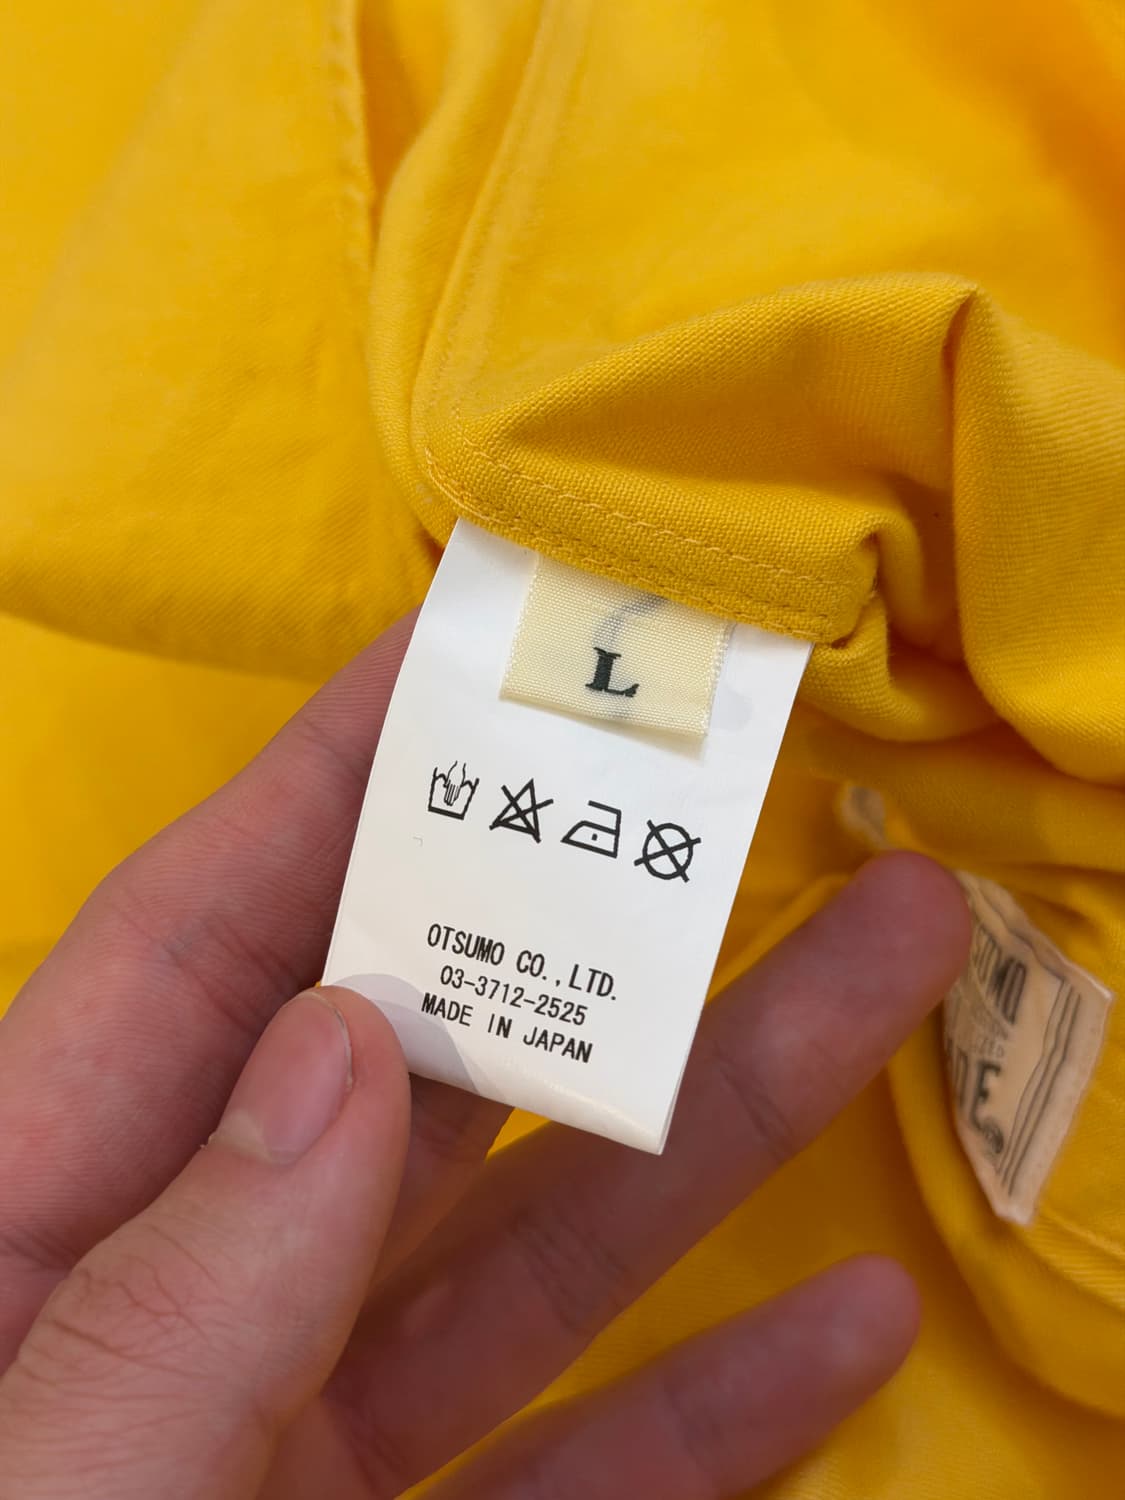 L
OTSUMO CO.,LTD.
03-3712-2525
MADE IN JAPAN